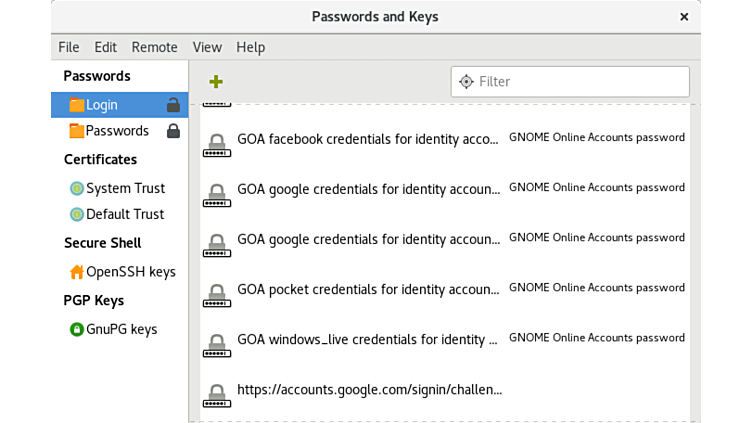 Passwords and Keys
File Edit Remote View Help
Passwords
Login
Passwords
Certificates
System Trust
Default Trust
Secure Shell
OpenSSH keys
PGP Keys
GnuPG keys
Filter
GOA facebook credentials for identity acco... GNOME Online Accounts password
GOA google credentials for identity accoun... GNOME Online Accounts password
GOA google credentials for identity accoun... GNOME Online Accounts password
GOA pocket credentials for identity accoun... GNOME Online Accounts password
GOA windows_live credentials for identity ... GNOME Online Accounts password
https://accounts.google.com/signin/challen...